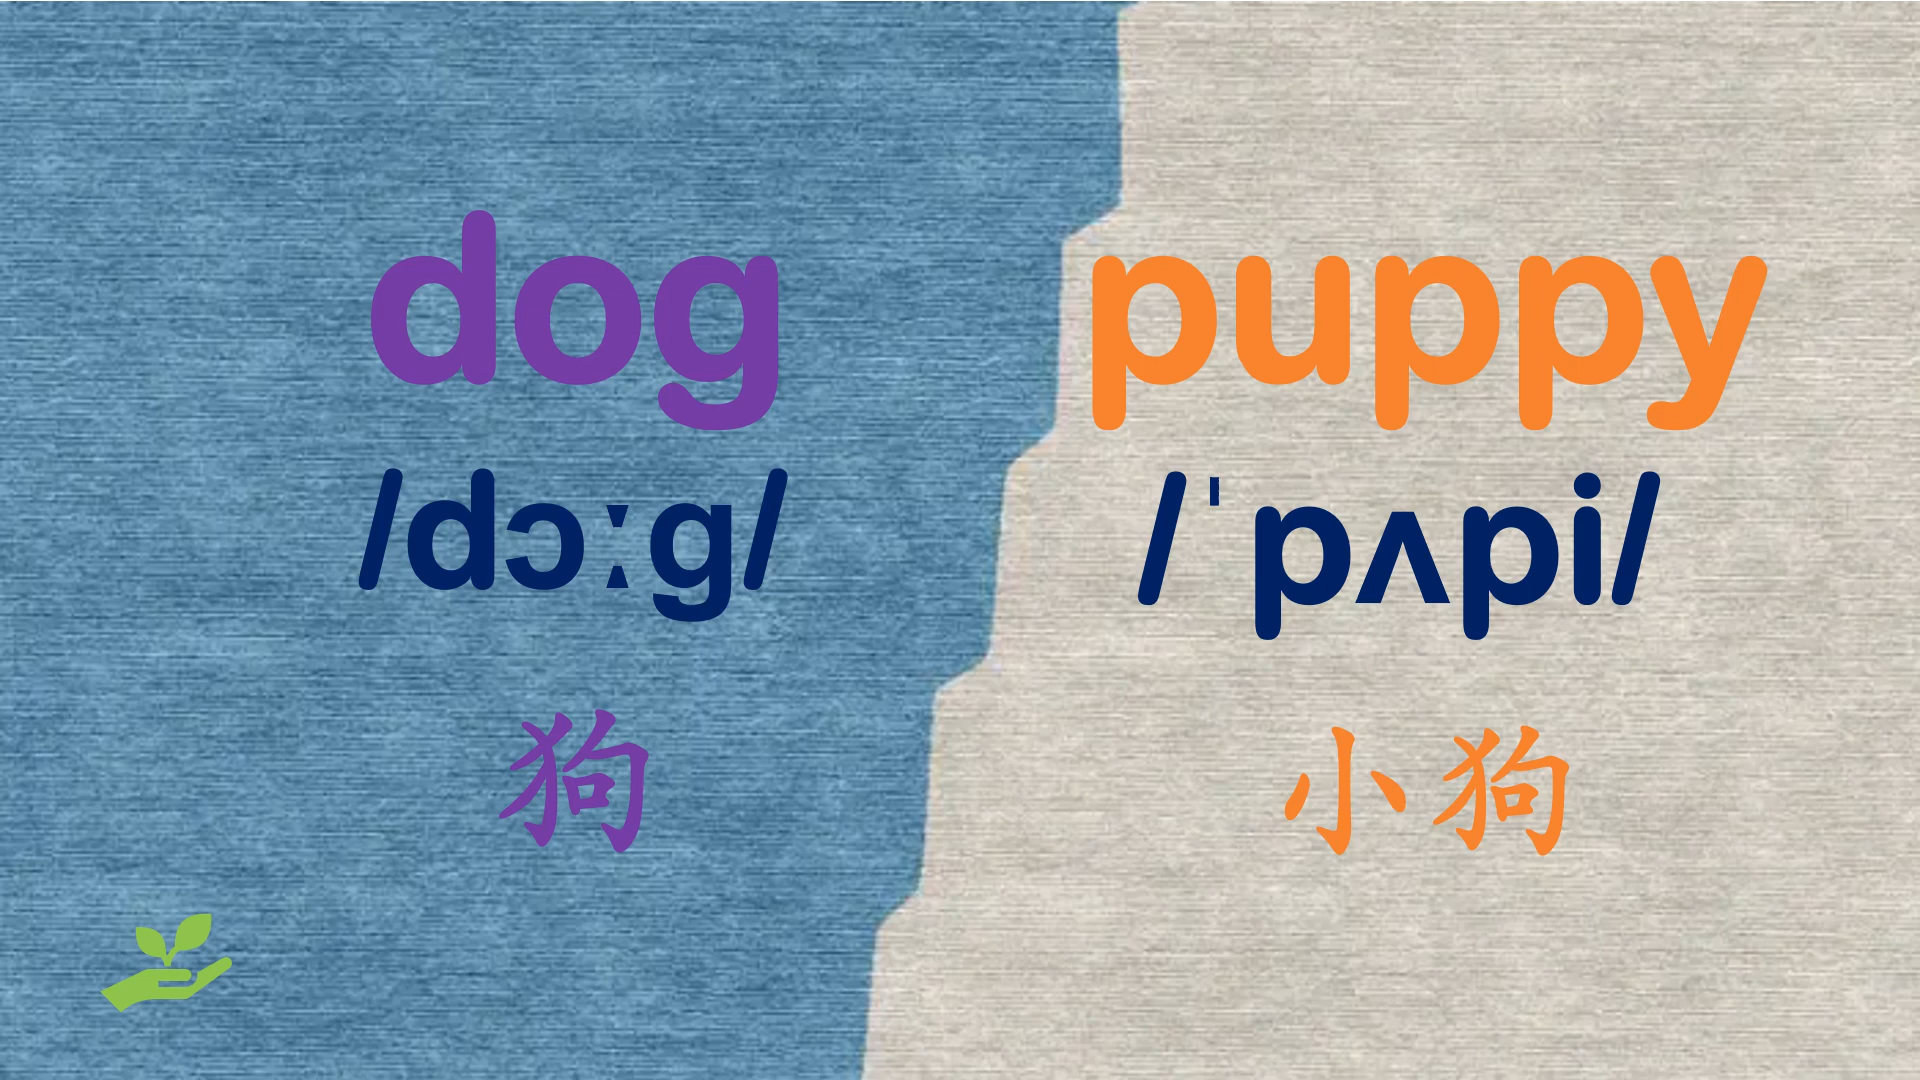 dog
/dɔːg/
狗
puppy
/ˈpʌpi/
小狗